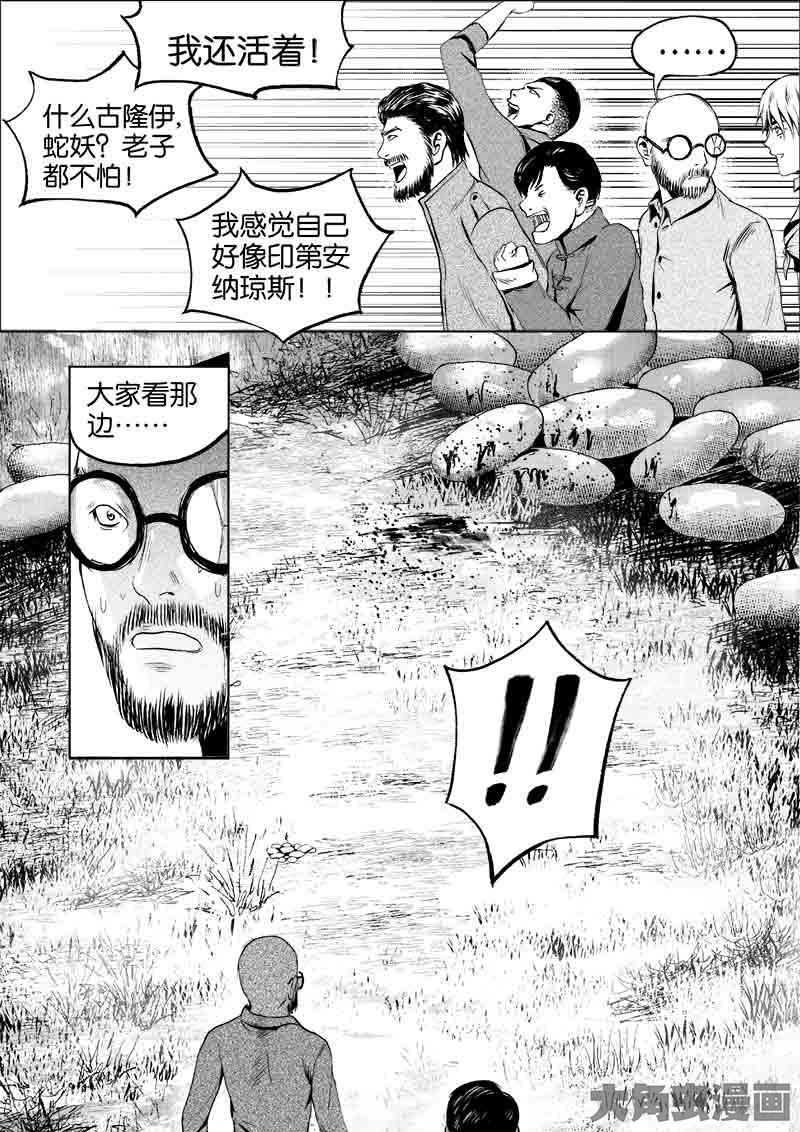 我还活着！
什么古隆伊，
蛇妖？老子
都不怕！
我感觉自己
好像印第安
纳琼斯！！
……
大家看那
边……
!!
大角虫漫画